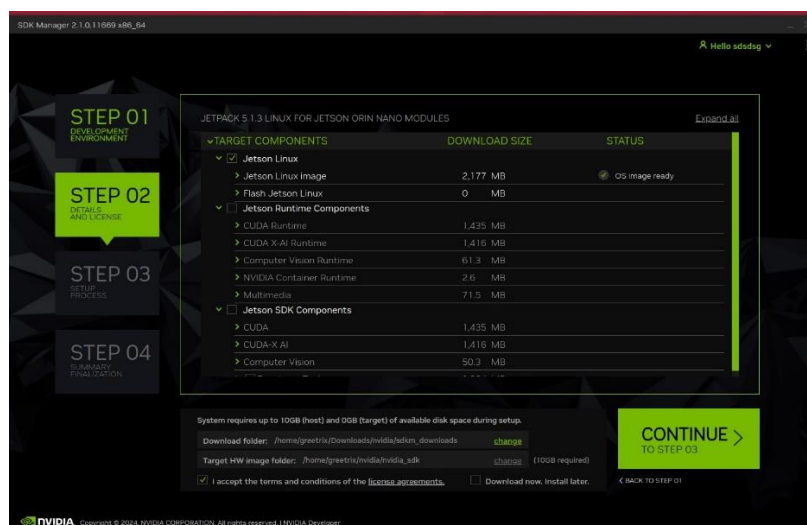 SDK Manager 2.1.0.11669 x86_64
Hello sdsdsg
STEP 01
DEVELOPMENT
ENVIRONMENT
STEP 02
DETAILS
AND LICENSE
STEP 03
SETUP
PROCESS
STEP 04
SUMMARY
FINALIZATION
JETPACK 5.1.3 LINUX FOR JETSON ORIN NANO MODULES Expand all
TARGET COMPONENTS DOWNLOAD SIZE STATUS
Jetson Linux
Jetson Linux image 2,177 MB OS image ready
Flash Jetson Linux 0 MB
Jetson Runtime Components
CUDA Runtime 1,435 MB
CUDA X-AI Runtime 1,416 MB
Computer Vision Runtime 61.3 MB
NVIDIA Container Runtime 2.6 MB
Multimedia 71.5 MB
Jetson SDK Components
CUDA 1,435 MB
CUDA-X AI 1,416 MB
Computer Vision 50.3 MB
System requires up to 10GB (host) and 0GB (target) of available disk space during setup.
Download folder: /home/greetrix/Downloads/nvidia/sdkm_downloads change
Target HW image folder: /home/greetrix/nvidia/nvidia_sdk change (10GB required)
I accept the terms and conditions of the license agreements. Download now. Install later.
CONTINUE >
TO STEP 03
< BACK TO STEP 01
NVIDIA. Copyright © 2024, NVIDIA CORPORATION. All rights reserved. | NVIDIA Developer